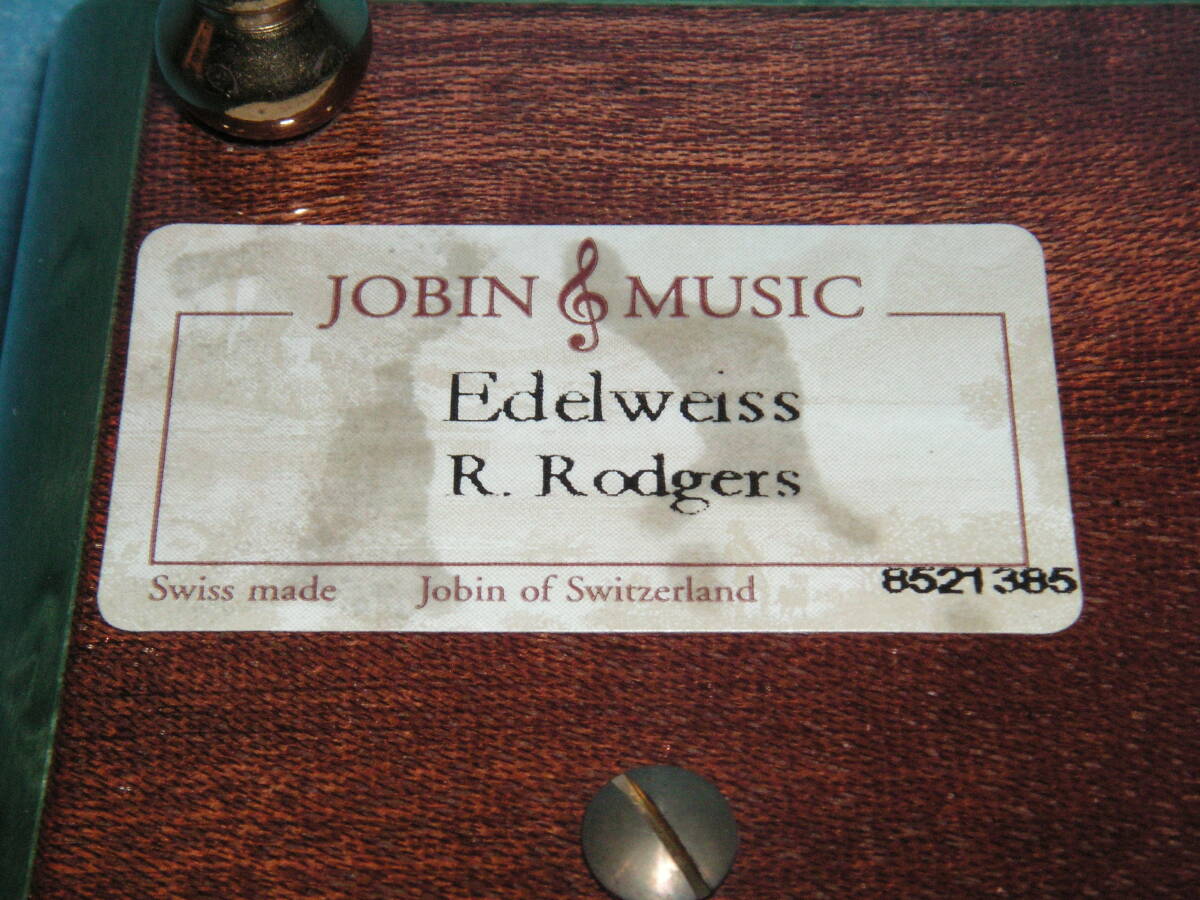 JOBIN MUSIC
Edelweiss
R. Rodgers
Swiss made Jobin of Switzerland 8521385